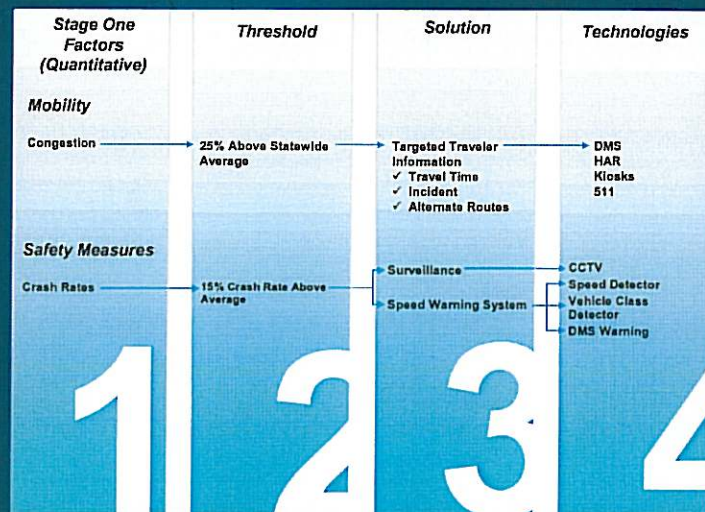 Stage One
Factors
(Quantitative)
Threshold
Solution
Technologies
Mobility
Congestion
25% Above Statewide
Average
Targeted Traveler
Information
✓ Travel Time
✓ Incident
✓ Alternate Routes
DMS
HAR
Kiosks
511
Safety Measures
Crash Rates
15% Crash Rate Above
Average
Surveillance
Speed Warning System
CCTV
Speed Detector
Vehicle Class
Detector
DMS Warning
1
2
3
4